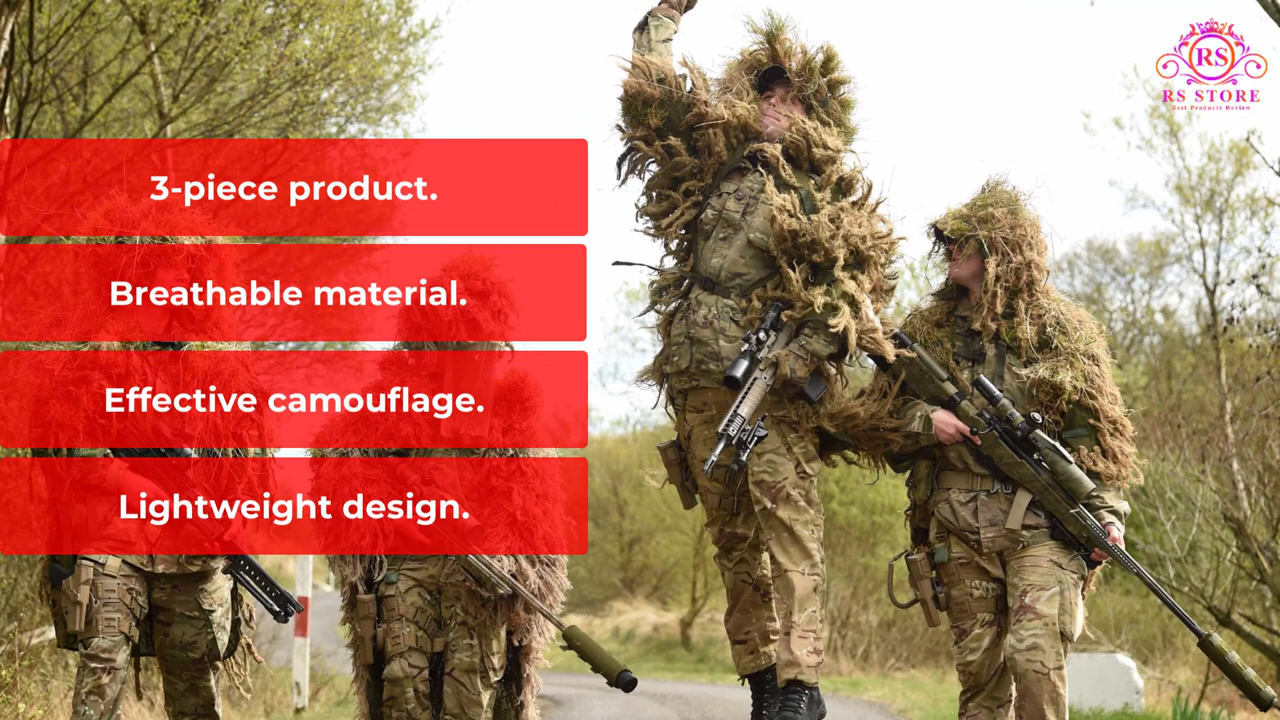 RS
RS STORE
Best Products Review
3-piece product.
Breathable material.
Effective camouflage.
Lightweight design.